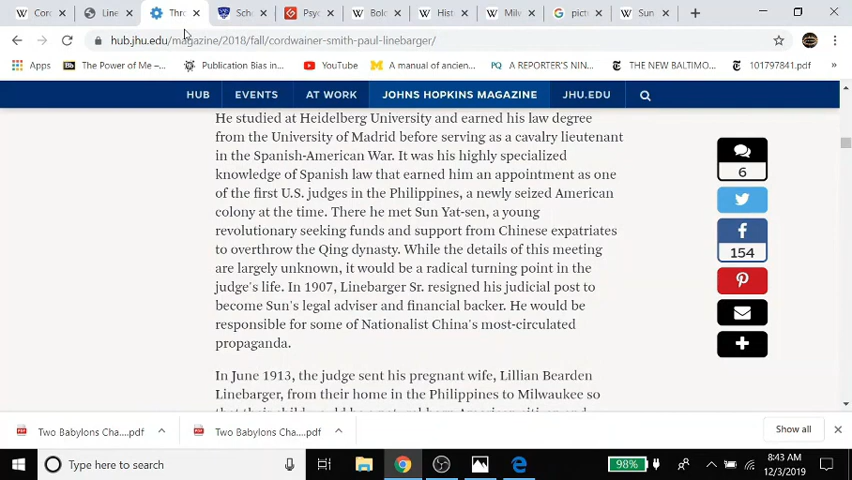 Cor
Line
Thro
Sch
Psy
Bolo
Hist
Milw
pict
Sun
hub.jhu.edu/magazine/2018/fall/cordwainer-smith-paul-linebarger/
Apps
The Power of Me –...
Publication Bias in...
YouTube
A manual of ancien...
A REPORTER'S NIN...
THE NEW BALTIMO...
101797841.pdf
HUB
EVENTS
AT WORK
JOHNS HOPKINS MAGAZINE
JHU.EDU
He studied at Heidelberg University and earned his law degree
from the University of Madrid before serving as a cavalry lieutenant
in the Spanish-American War. It was his highly specialized
knowledge of Spanish law that earned him an appointment as one
of the first U.S. judges in the Philippines, a newly seized American
colony at the time. There he met Sun Yat-sen, a young
revolutionary seeking funds and support from Chinese expatriates
to overthrow the Qing dynasty. While the details of this meeting
are largely unknown, it would be a radical turning point in the
judge's life. In 1907, Linebarger Sr. resigned his judicial post to
become Sun's legal adviser and financial backer. He would be
responsible for some of Nationalist China's most-circulated
propaganda.
In June 1913, the judge sent his pregnant wife, Lillian Bearden
Linebarger, from their home in the Philippines to Milwaukee so
6
154
Two Babylons Cha....pdf
Two Babylons Cha....pdf
Show all
Type here to search
98%
8:43 AM
12/3/2019